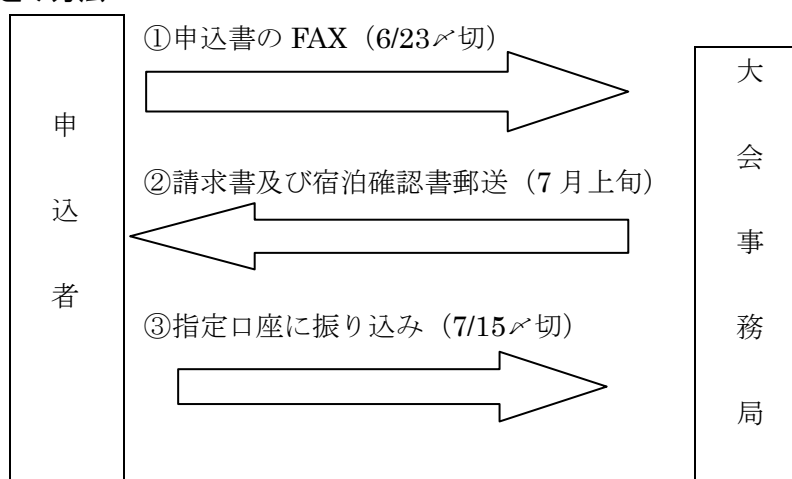 申込者
①申込書の FAX（6/23〆切）
②請求書及び宿泊確認書郵送（7 月上旬）
③指定口座に振り込み（7/15〆切）
大会事務局